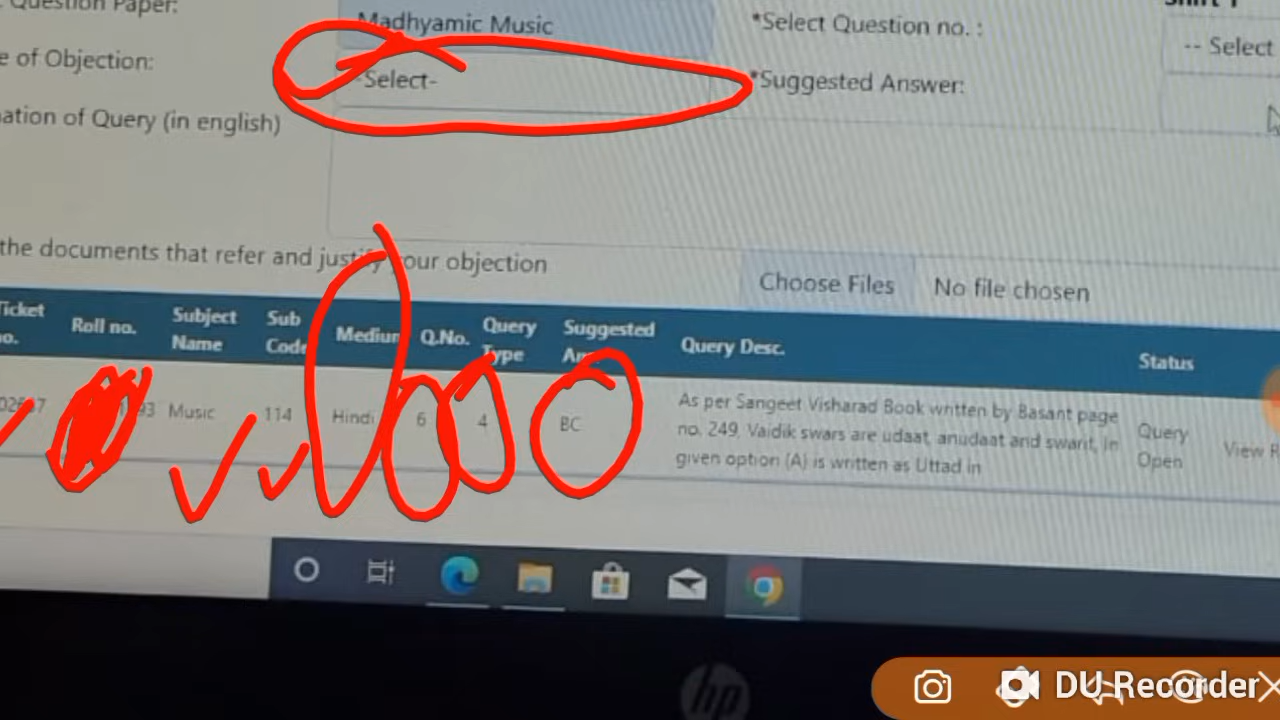 Question Paper:
Madhyamic Music
*Select Question no. :
-- Select
e of Objection:
-Select-
*Suggested Answer:
ation of Query (in english)
the documents that refer and justify your objection
Choose Files No file chosen
Ticket no. Roll no. Subject Name Sub Code Medium Q.No. Query Type Suggested Query Desc. Status
93 Music 114 Hindi 6 4 BC
As per Sangeet Visharad Book written by Basant page
no. 249, Vaidik swars are udaat, anudaat and swarit, In
given option (A) is written as Uttad in
Query
Open
View R
hp
DU Recorder